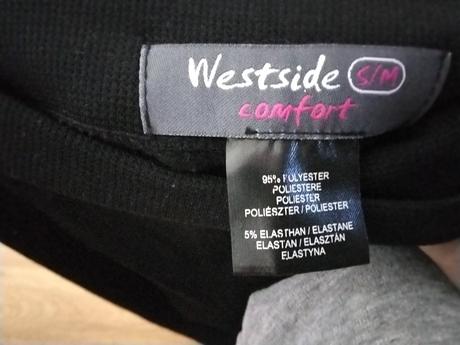 Westside S/M
comfort
95% POLYESTER
POLIESTERE
POLIESTER
POLIÉSZTER / POLIESTER
5% ELASTHAN / ELASTANE
ELASTAN / ELASZTÁN
ELASTYNA